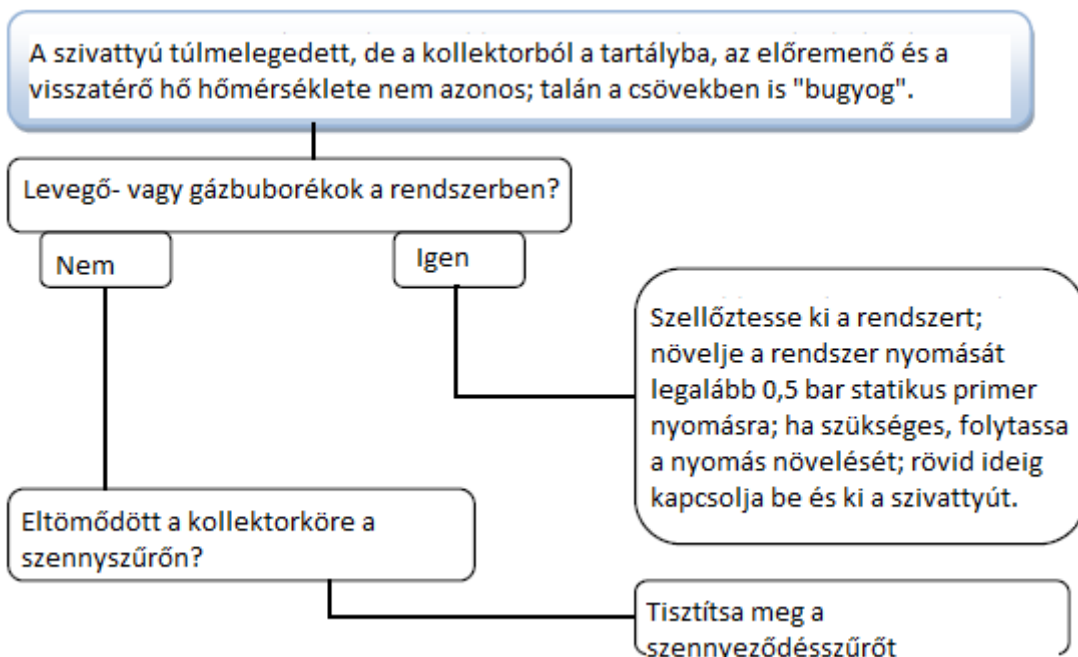 A szivattyú túlmelegedett, de a kollektorból a tartályba, az előremenő és a
visszatérő hő hőmérséklete nem azonos; talán a csövekben is "bugyog".
Levegő- vagy gázbuborékok a rendszerben?
Nem
Igen
Szellőztesse ki a rendszert;
növelje a rendszer nyomását
legalább 0,5 bar statikus primer
nyomásra; ha szükséges, folytassa
a nyomás növelését; rövid ideig
kapcsolja be és ki a szivattyút.
Eltömődött a kollektorköre a
szennyszűrőn?
Tisztítsa meg a
szennyeződésszűrőt